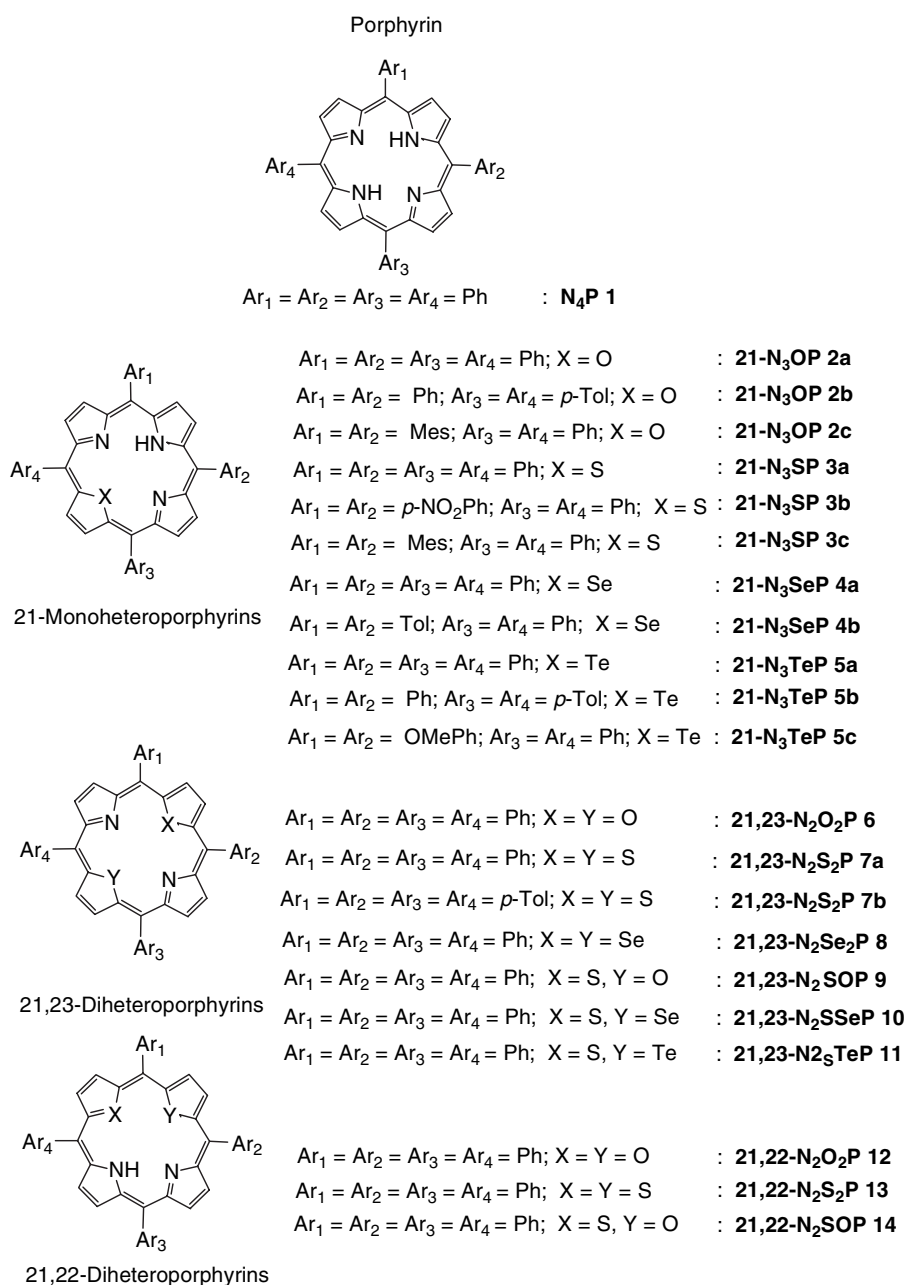 Porphyrin
Ar₁
N
HN
Ar₄
Ar₂
NH
N
Ar₃
Ar₁ = Ar₂ = Ar₃ = Ar₄ = Ph : N₄P 1
Ar₁
N
HN
Ar₄
Ar₂
X
N
Ar₃
21-Monoheteroporphyrins
Ar₁ = Ar₂ = Ar₃ = Ar₄ = Ph; X = O : 21-N₃OP 2a
Ar₁ = Ar₂ = Ph; Ar₃ = Ar₄ = p-Tol; X = O : 21-N₃OP 2b
Ar₁ = Ar₂ = Mes; Ar₃ = Ar₄ = Ph; X = O : 21-N₃OP 2c
Ar₁ = Ar₂ = Ar₃ = Ar₄ = Ph; X = S : 21-N₃SP 3a
Ar₁ = Ar₂ = p-NO₂Ph; Ar₃ = Ar₄ = Ph; X = S : 21-N₃SP 3b
Ar₁ = Ar₂ = Mes; Ar₃ = Ar₄ = Ph; X = S : 21-N₃SP 3c
Ar₁ = Ar₂ = Ar₃ = Ar₄ = Ph; X = Se : 21-N₃SeP 4a
Ar₁ = Ar₂ = Tol; Ar₃ = Ar₄ = Ph; X = Se : 21-N₃SeP 4b
Ar₁ = Ar₂ = Ar₃ = Ar₄ = Ph; X = Te : 21-N₃TeP 5a
Ar₁ = Ar₂ = Ph; Ar₃ = Ar₄ = p-Tol; X = Te : 21-N₃TeP 5b
Ar₁ = Ar₂ = OMePh; Ar₃ = Ar₄ = Ph; X = Te : 21-N₃TeP 5c
Ar₁
N
X
Ar₄
Ar₂
Y
N
Ar₃
21,23-Diheteroporphyrins
Ar₁ = Ar₂ = Ar₃ = Ar₄ = Ph; X = Y = O : 21,23-N₂O₂P 6
Ar₁ = Ar₂ = Ar₃ = Ar₄ = Ph; X = Y = S : 21,23-N₂S₂P 7a
Ar₁ = Ar₂ = Ar₃ = Ar₄ = p-Tol; X = Y = S : 21,23-N₂S₂P 7b
Ar₁ = Ar₂ = Ar₃ = Ar₄ = Ph; X = Y = Se : 21,23-N₂Se₂P 8
Ar₁ = Ar₂ = Ar₃ = Ar₄ = Ph; X = S, Y = O : 21,23-N₂SOP 9
Ar₁ = Ar₂ = Ar₃ = Ar₄ = Ph; X = S, Y = Se : 21,23-N₂SSeP 10
Ar₁ = Ar₂ = Ar₃ = Ar₄ = Ph; X = S, Y = Te : 21,23-N2ₛTeP 11
Ar₁
X
Y
Ar₄
Ar₂
NH
N
Ar₃
21,22-Diheteroporphyrins
Ar₁ = Ar₂ = Ar₃ = Ar₄ = Ph; X = Y = O : 21,22-N₂O₂P 12
Ar₁ = Ar₂ = Ar₃ = Ar₄ = Ph; X = Y = S : 21,22-N₂S₂P 13
Ar₁ = Ar₂ = Ar₃ = Ar₄ = Ph; X = S, Y = O : 21,22-N₂SOP 14